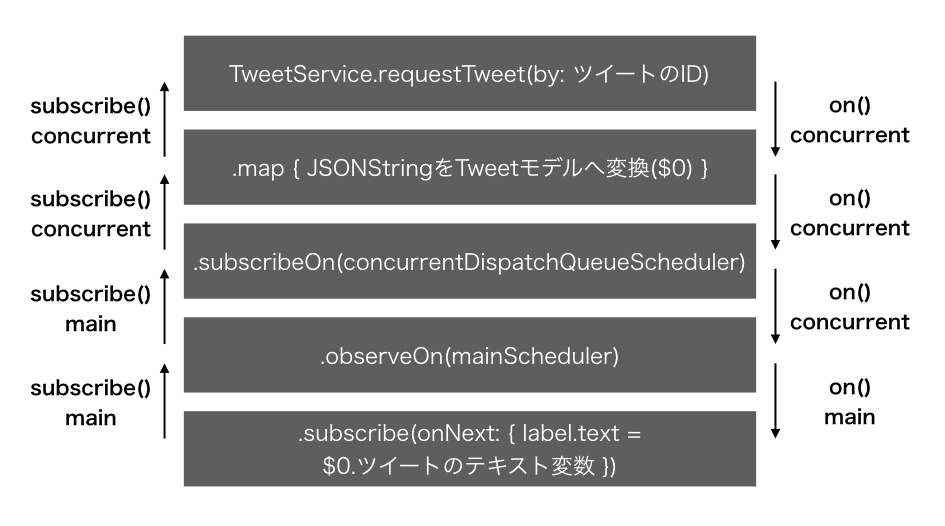 TweetService.requestTweet(by: ツイートのID)
subscribe()
concurrent
on()
concurrent
.map { JSONStringをTweetモデルへ変換($0) }
subscribe()
concurrent
on()
concurrent
.subscribeOn(concurrentDispatchQueueScheduler)
subscribe()
main
on()
concurrent
.observeOn(mainScheduler)
subscribe()
main
on()
main
.subscribe(onNext: { label.text =
$0.ツイートのテキスト変数 })